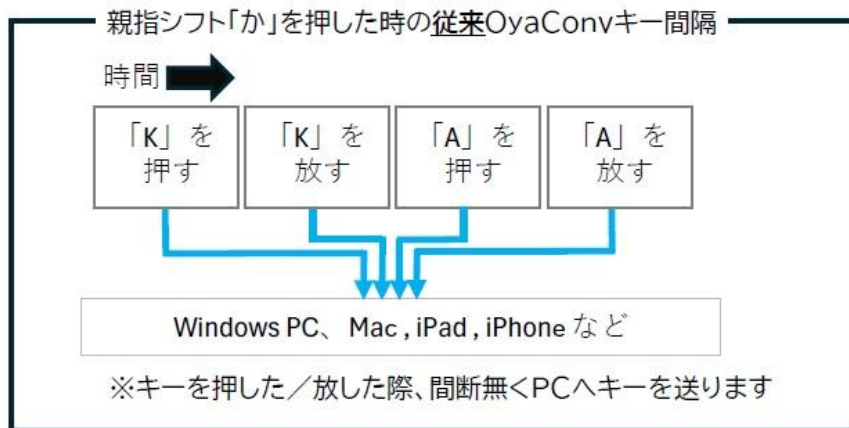 親指シフト「か」を押した時の従来OyaConvキー間隔
時間
「K」を 「K」を 「A」を 「A」を
押す 放す 押す 放す
Windows PC、Mac , iPad , iPhone など
※キーを押した／放した際、間断無くPCへキーを送ります